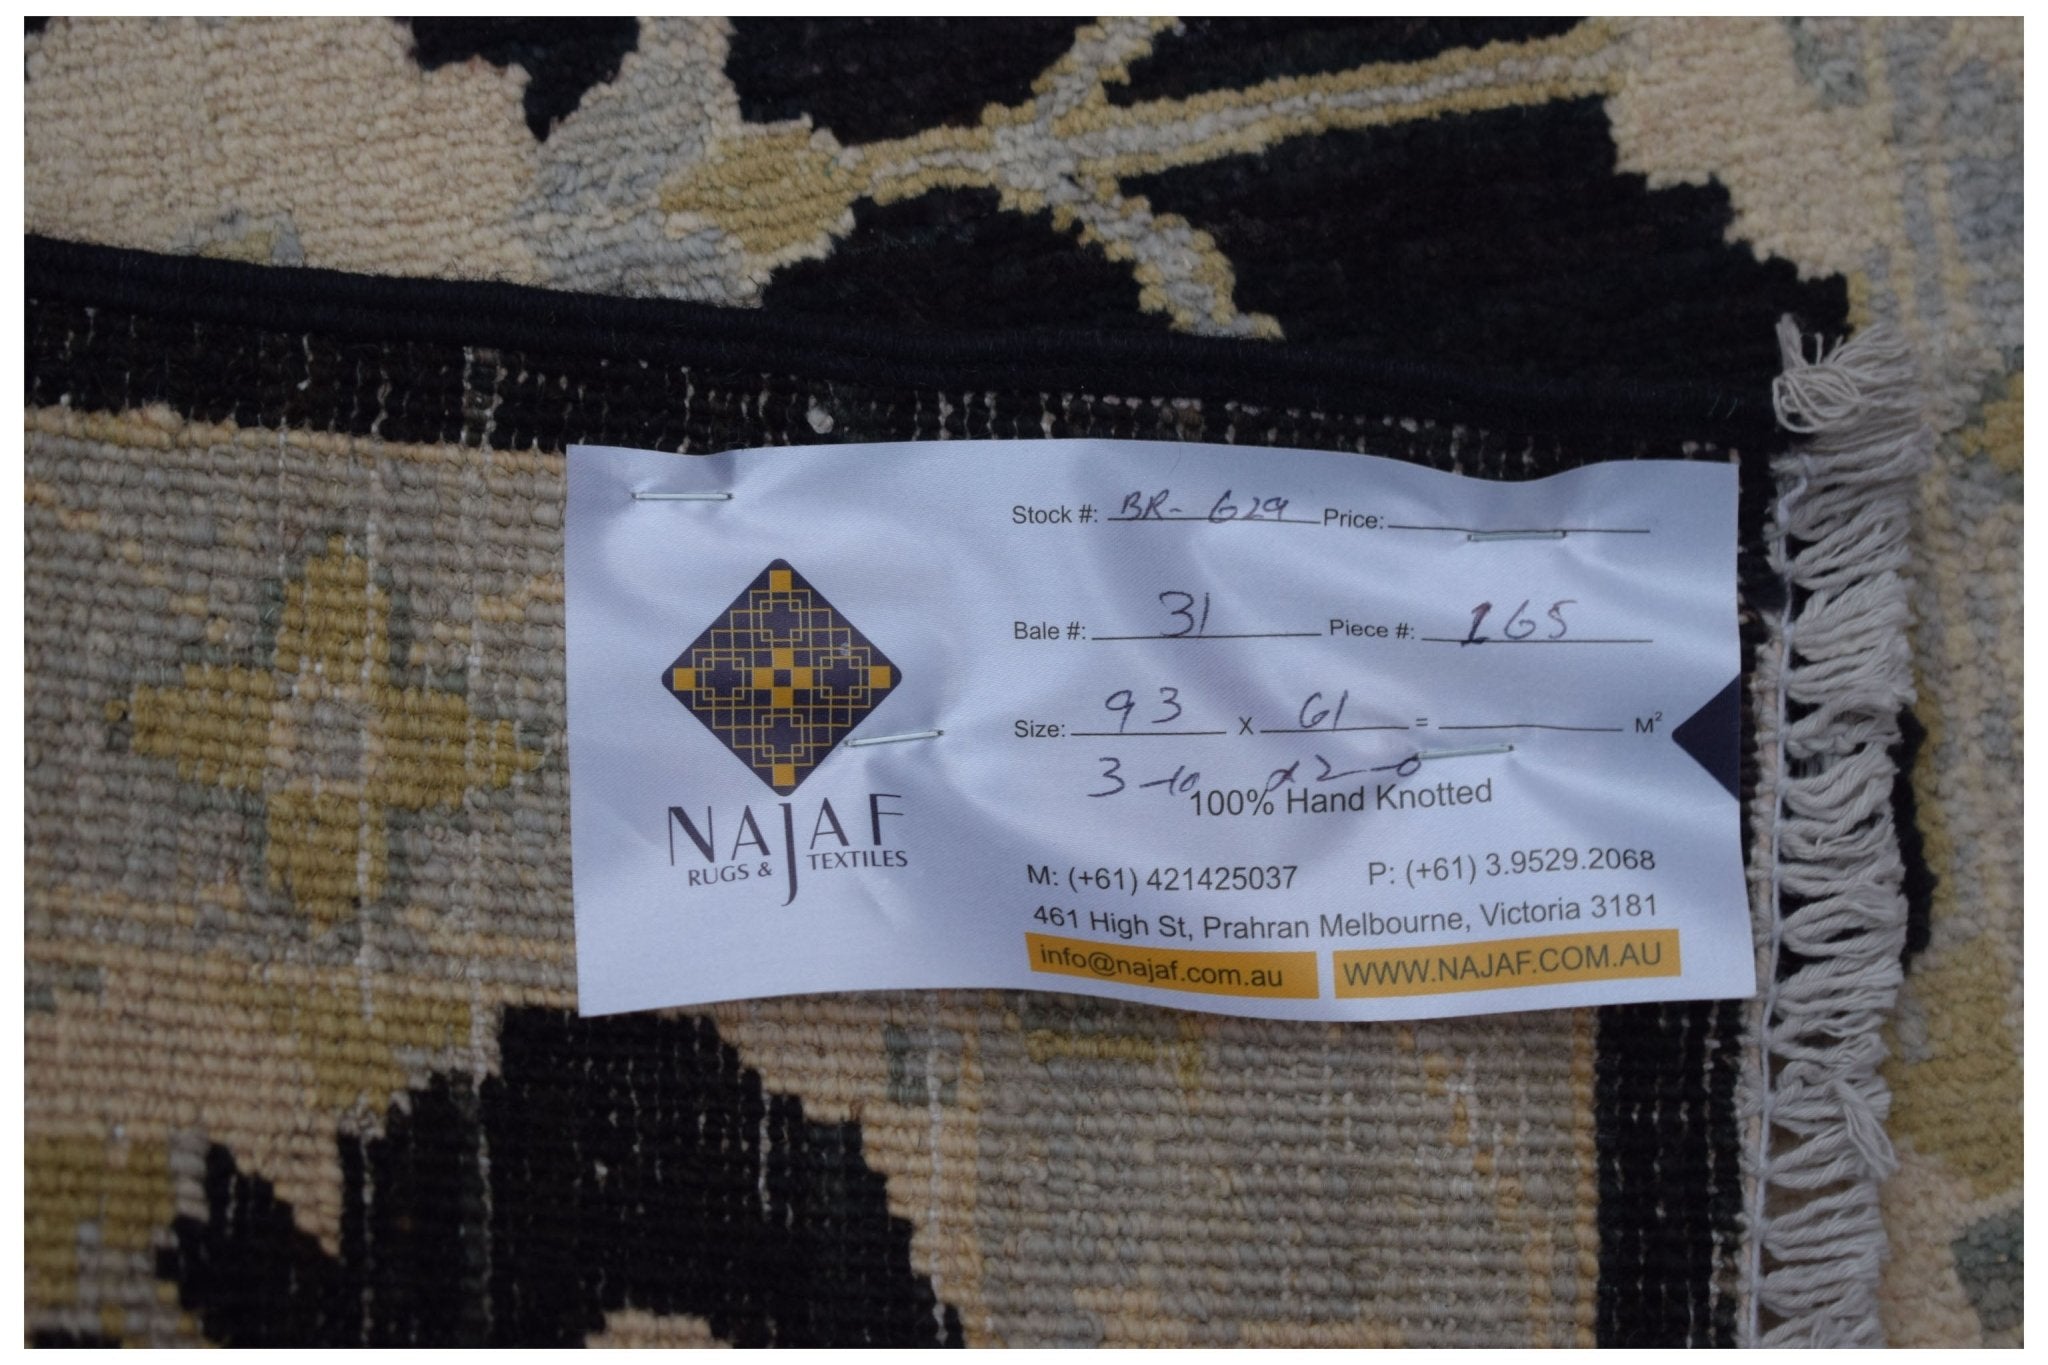 NAJAF
RUGS & TEXTILES
Stock #: BR- 629 Price:
Bale #: 31 Piece #: 165
Size: 93 X 61 = M²
3-10 x 2-0
100% Hand Knotted
M: (+61) 421425037 P: (+61) 3.9529.2068
461 High St, Prahran Melbourne, Victoria 3181
info@najaf.com.au WWW.NAJAF.COM.AU